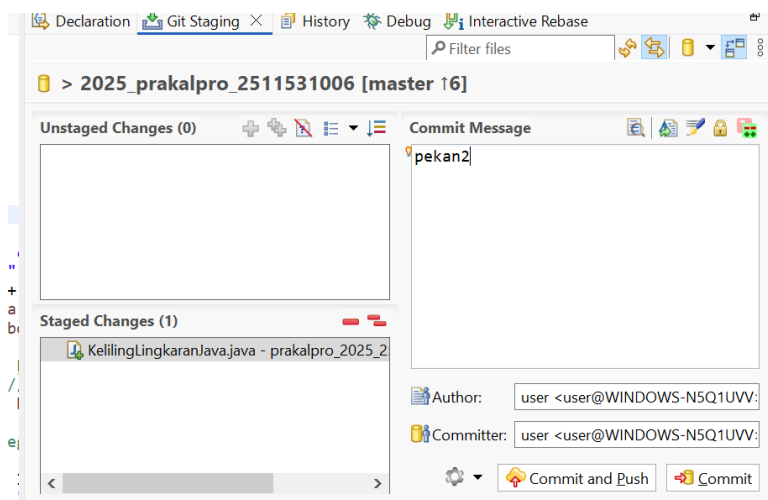 Declaration Git Staging History Debug Interactive Rebase
Filter files
> 2025_prakalpro_2511531006 [master ↑6]
Unstaged Changes (0)
Commit Message
pekan2
Staged Changes (1)
KelilingLingkaranJava.java - prakalpro_2025_2
Author: user <user@WINDOWS-N5Q1UVV
Committer: user <user@WINDOWS-N5Q1UVV
Commit and Push Commit